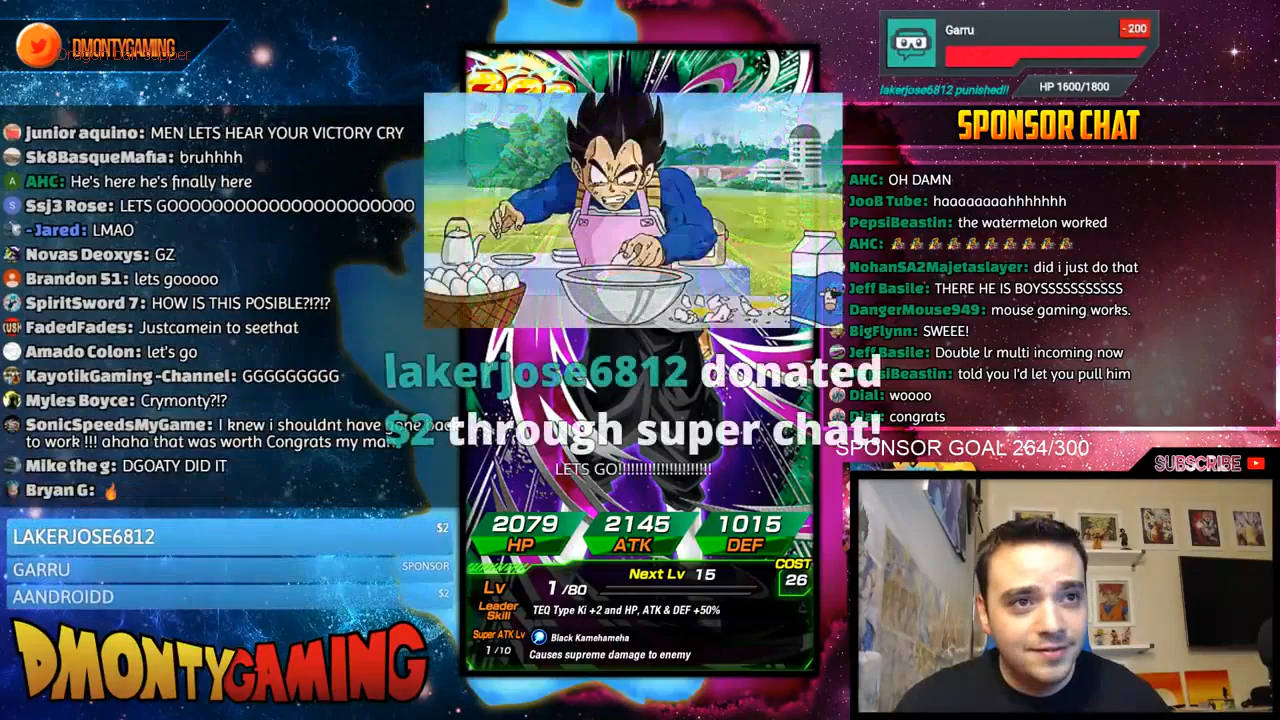 DMONTYGAMING
Junior aquino: MEN LETS HEAR YOUR VICTORY CRY
Sk8BasqueMafia: bruhhhh
AHC: He's here he's finally here
Ssj3 Rose: LETS GOOOOOOOOOOOOOOOOOOOOOO
-Jared: LMAO
Novas Deoxys: GZ
Brandon 51: lets gooooo
SpiritSword 7: HOW IS THIS POSIBLE?!?!?
FadedFades: Justcamein to seethat
Amado Colon: let's go
KayotikGaming -Channel: GGGGGGGGG
Myles Boyce: Crymonty?!?
SonicSpeedsMyGame: I knew i shouldnt have gone back
to work !!! ahaha that was worth Congrats my man
Mike the g: DGOATY DID IT
Bryan G: 🔥
LAKERJOSE6812 $2
GARRU SPONSOR
AANDROIDD $2
DMONTYGAMING
lakerjose6812 donated
$2 through super chat!
LETS GO!!!!!!!!!!!!!!!!!!!!!
2079 2145 1015
HP ATK DEF
Next Lv 15
COST
26
Lv 1/80
Leader
Skill
TEQ Type Ki +2 and HP, ATK & DEF +50%
Super ATK Lv
1/10
Black Kamehameha
Causes supreme damage to enemy
Garru -200
lakerjose6812 punished!!
HP 1600/1800
SPONSOR CHAT
AHC: OH DAMN
JooB Tube: haaaaaaaahhhhhhh
PepsiBeastin: the watermelon worked
AHC:
NohanSA2Majetaslayer: did i just do that
Jeff Basile: THERE HE IS BOYSSSSSSSSSS
DangerMouse949: mouse gaming works.
BigFlynn: SWEEE!
Jeff Basile: Double lr multi incoming now
PepsiBeastin: told you I'd let you pull him
Dial: woooo
Dial: congrats
SPONSOR GOAL 264/300
SUBSCRIBE